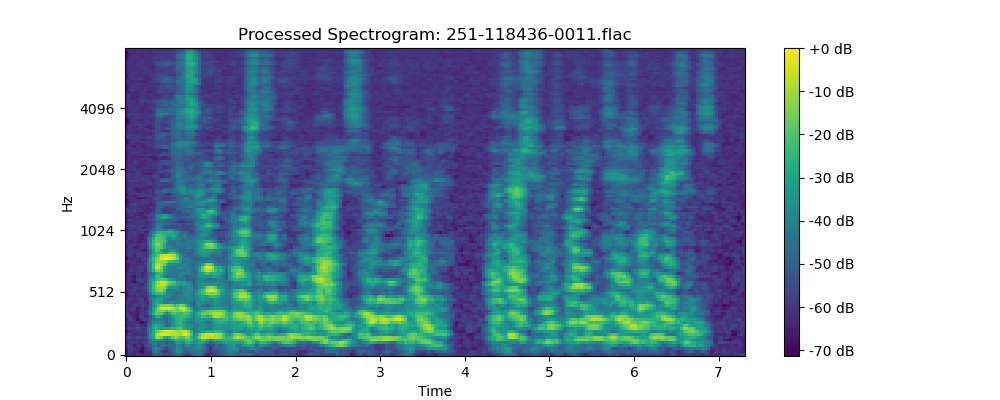 Processed Spectrogram: 251-118436-0011.flac
Hz
4096
2048
1024
512
0
0 1 2 3 4 5 6 7
Time
+0 dB
-10 dB
-20 dB
-30 dB
-40 dB
-50 dB
-60 dB
-70 dB